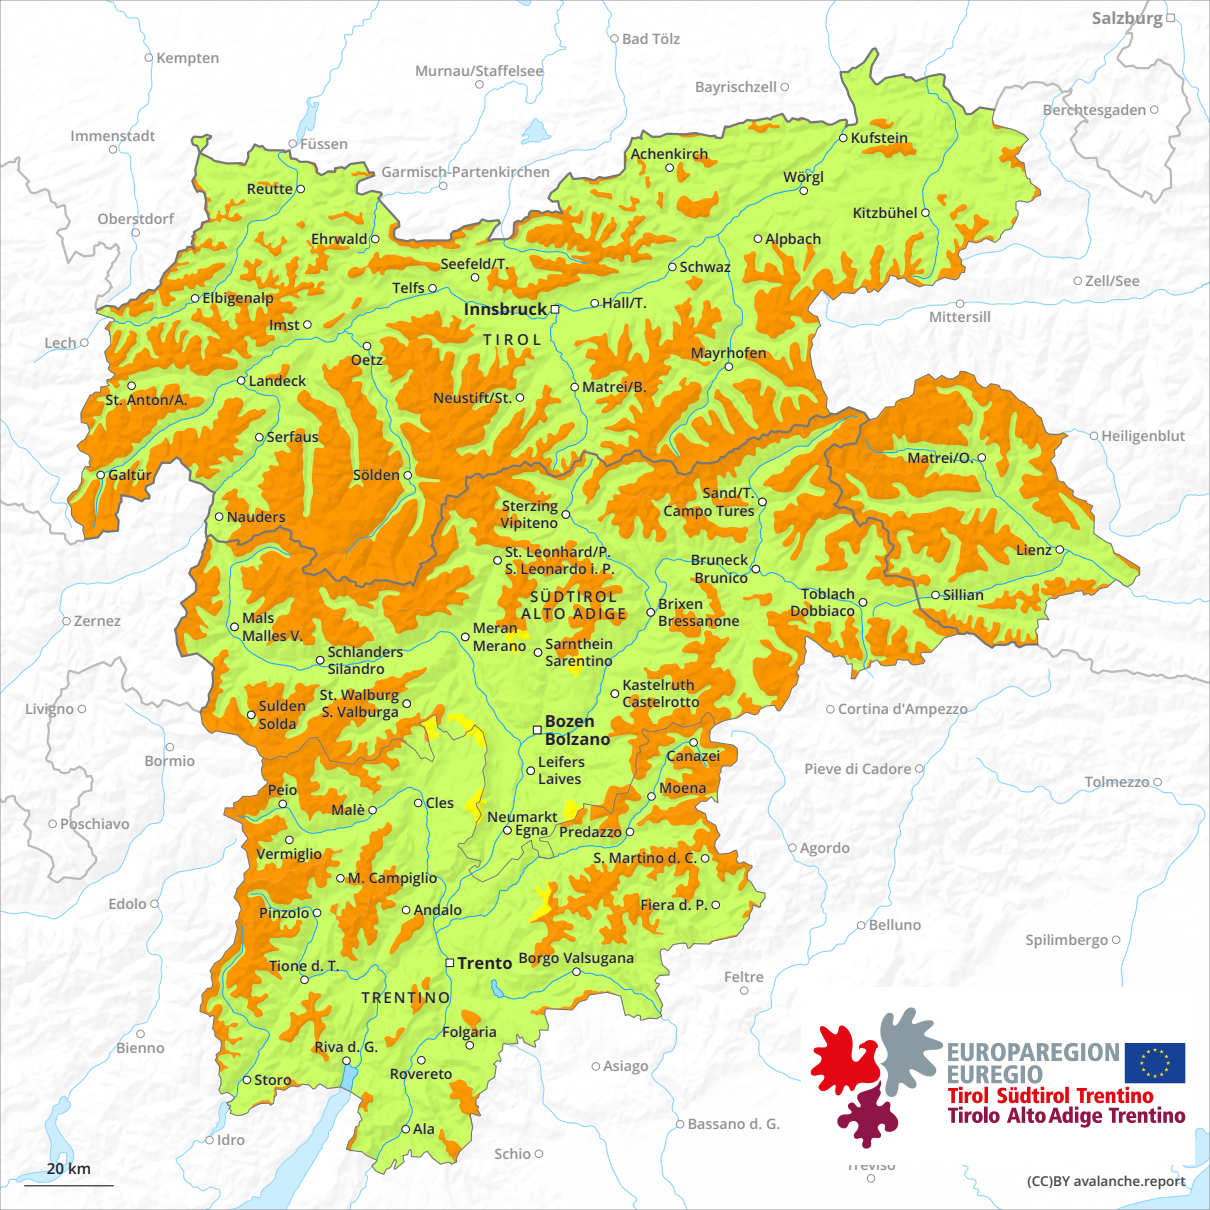 Salzburg
Bad Tölz
Kempten
Murnau/Staffelsee
Bayrischzell
Berchtesgaden
Immenstadt
Füssen
Kufstein
Achenkirch
Garmisch-Partenkirchen
Wörgl
Reutte
Oberstdorf
Kitzbühel
Ehrwald
Alpbach
Seefeld/T.
Schwaz
Zell/See
Telfs
Elbigenalp
Innsbruck
Hall/T.
Mittersill
Imst
TIROL
Lech
Oetz
Mayrhofen
Landeck
Matrei/B.
St. Anton/A.
Neustift/St.
Serfaus
Heiligenblut
Matrei/O.
Galtür
Sölden
Sand/T.
Campo Tures
Sterzing
Vipiteno
Nauders
St. Leonhard/P.
S. Leonardo i. P.
Lienz
Bruneck
Brunico
SÜDTIROL
ALTO ADIGE
Toblach
Dobbiaco
Sillian
Brixen
Bressanone
Zernez
Mals
Malles V.
Meran
Merano
Sarnthein
Sarentino
Schlanders
Silandro
Kastelruth
Castelrotto
St. Walburg
S. Valburga
Livigno
Sulden
Solda
Cortina d'Ampezzo
Bozen
Bolzano
Bormio
Canazei
Leifers
Laives
Pieve di Cadore
Tolmezzo
Peio
Moena
Malè
Cles
Neumarkt
Egna
Predazzo
Poschiavo
Vermiglio
S. Martino d. C.
Agordo
M. Campiglio
Edolo
Pinzolo
Andalo
Fiera d. P.
Belluno
Spilimbergo
Tione d. T.
Trento
Borgo Valsugana
Feltre
TRENTINO
Folgaria
Bienno
Riva d. G.
Rovereto
Asiago
Storo
EUROPAREGION
EUREGIO
Tirol Südtirol Trentino
Tirolo Alto Adige Trentino
Ala
Bassano d. G.
Idro
Schio
Treviso
20 km
(CC)BY avalanche.report